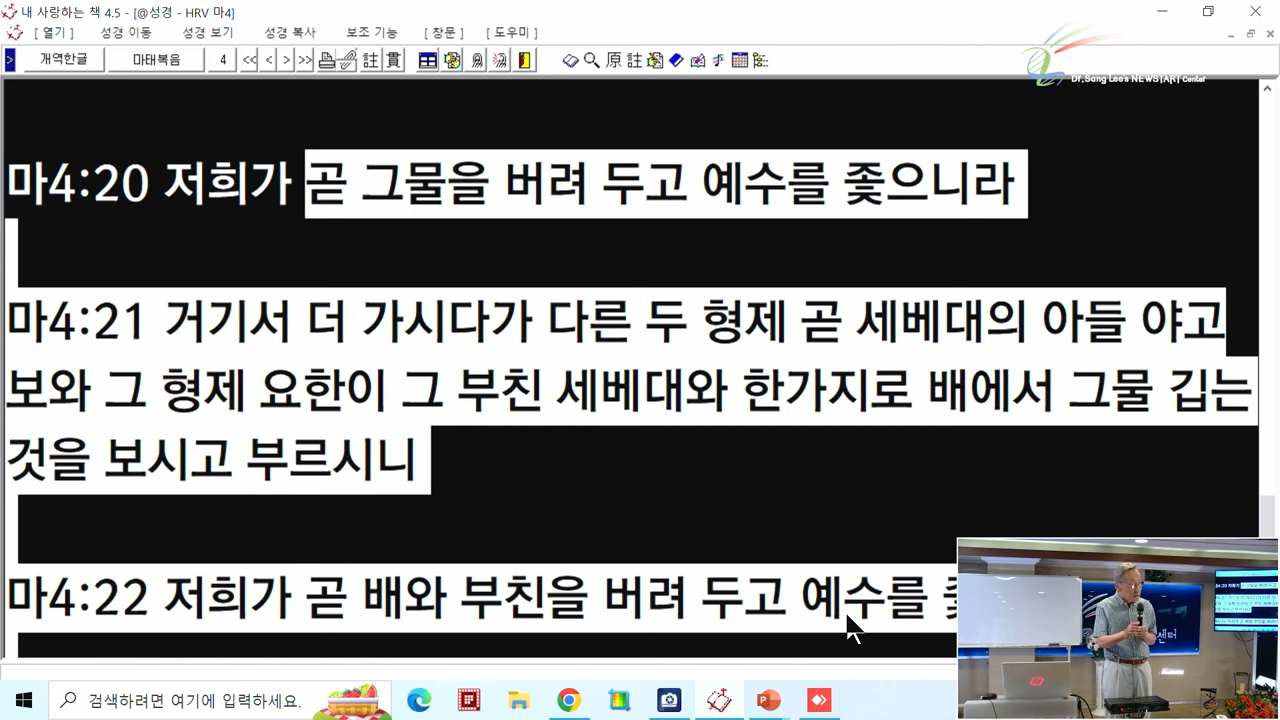 내 사랑하는 책 4.5 - [@성경 - HRV 마4]
[ 열기 ] 성경 이동 성경 보기 성경 복사 보조 기능 [ 창문 ] [ 도우미 ]
개역한글 마태복음 4 << < > >> 註 貫 原 註
Dr.Sang Lee's NEWSTART Center
마4:20 저희가 곧 그물을 버려 두고 예수를 좇으니라
마4:21 거기서 더 가시다가 다른 두 형제 곧 세베대의 아들 야고
보와 그 형제 요한이 그 부친 세베대와 한가지로 배에서 그물 깁는
것을 보시고 부르시니
마4:22 저희가 곧 배와 부친을 버려 두고 예수를
센터
검색하려면 여기에 입력하세요.